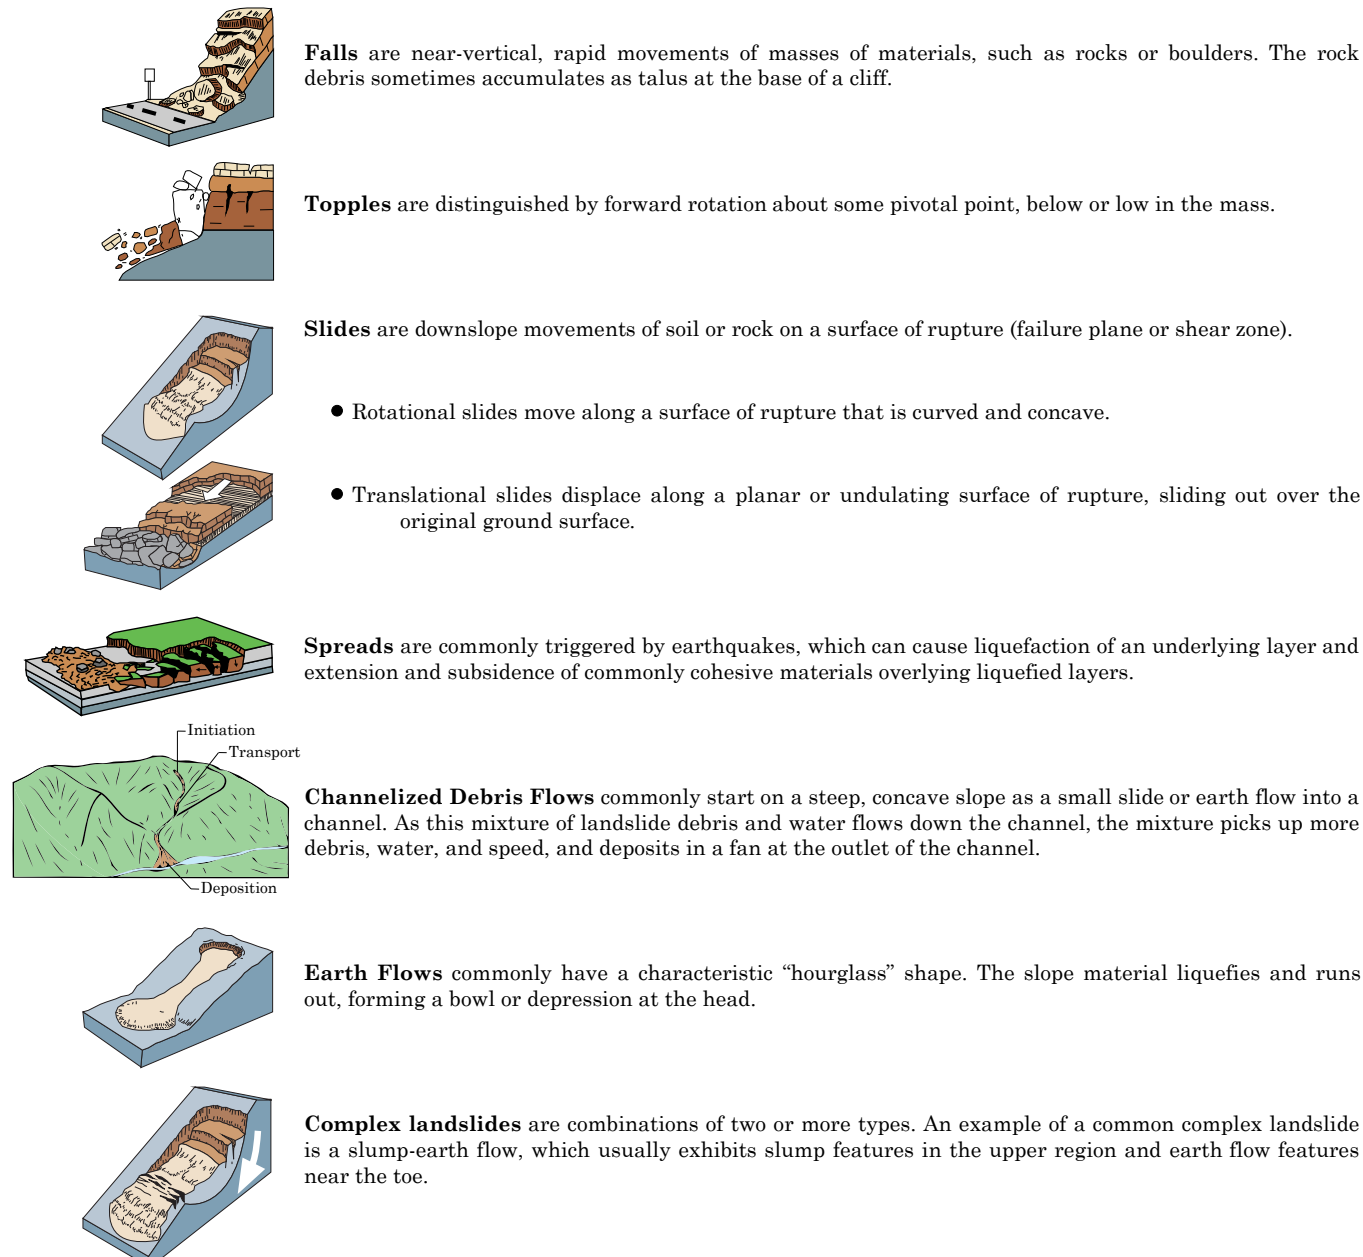 Falls are near-vertical, rapid movements of masses of materials, such as rocks or boulders. The rock
debris sometimes accumulates as talus at the base of a cliff.
Topples are distinguished by forward rotation about some pivotal point, below or low in the mass.
Slides are downslope movements of soil or rock on a surface of rupture (failure plane or shear zone).
● Rotational slides move along a surface of rupture that is curved and concave.
● Translational slides displace along a planar or undulating surface of rupture, sliding out over the
original ground surface.
Spreads are commonly triggered by earthquakes, which can cause liquefaction of an underlying layer and
extension and subsidence of commonly cohesive materials overlying liquefied layers.
Initiation
Transport
Deposition
Channelized Debris Flows commonly start on a steep, concave slope as a small slide or earth flow into a
channel. As this mixture of landslide debris and water flows down the channel, the mixture picks up more
debris, water, and speed, and deposits in a fan at the outlet of the channel.
Earth Flows commonly have a characteristic “hourglass” shape. The slope material liquefies and runs
out, forming a bowl or depression at the head.
Complex landslides are combinations of two or more types. An example of a common complex landslide
is a slump-earth flow, which usually exhibits slump features in the upper region and earth flow features
near the toe.